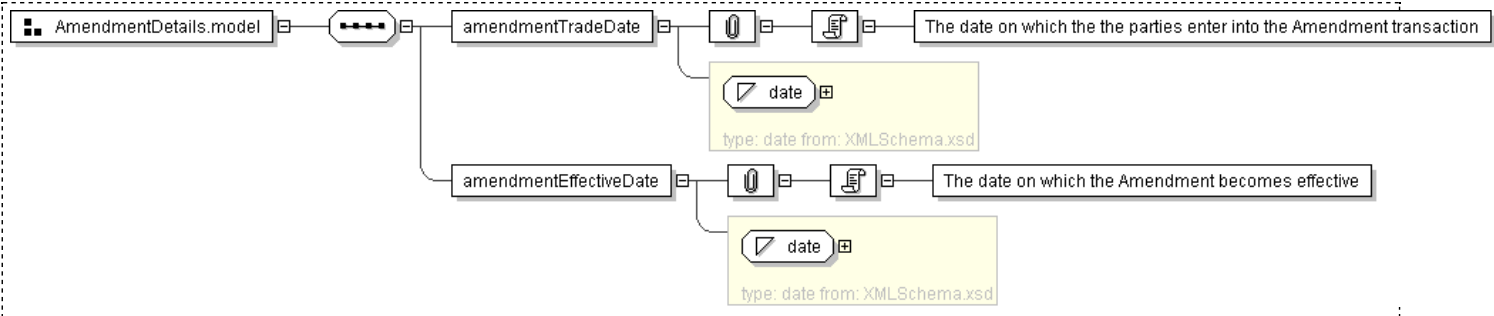 AmendmentDetails.model
amendmentTradeDate
The date on which the the parties enter into the Amendment transaction
date
type: date from: XMLSchema.xsd
amendmentEffectiveDate
The date on which the Amendment becomes effective
date
type: date from: XMLSchema.xsd